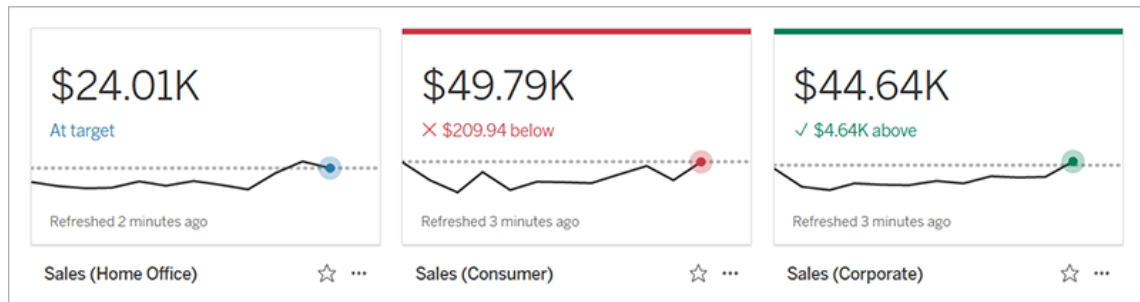 $24.01K
At target
Refreshed 2 minutes ago
Sales (Home Office)
$49.79K
$209.94 below
Refreshed 3 minutes ago
Sales (Consumer)
$44.64K
$4.64K above
Refreshed 3 minutes ago
Sales (Corporate)